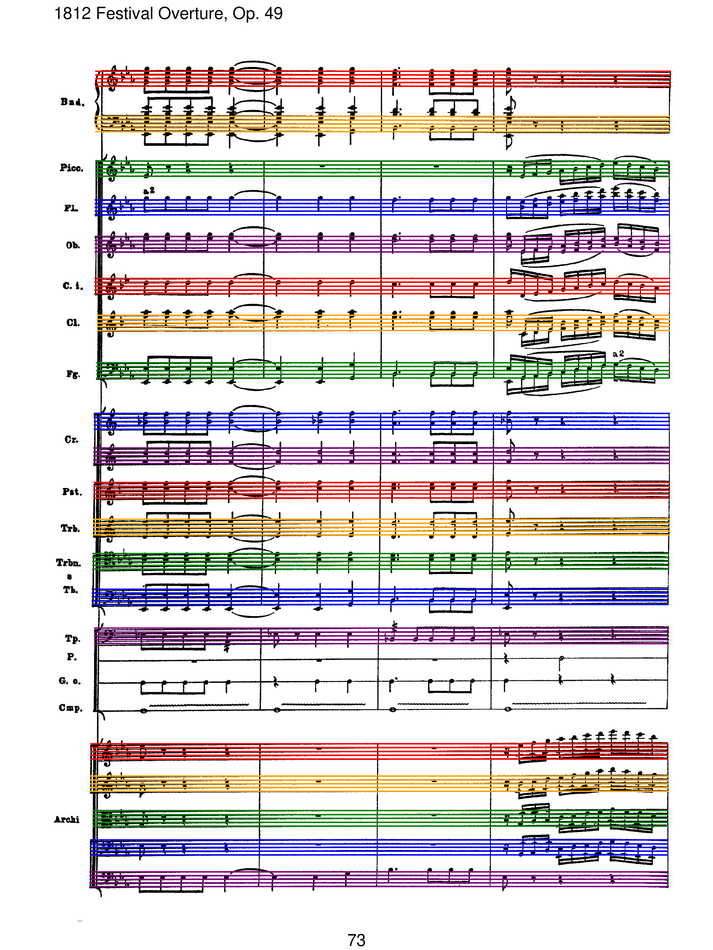 1812 Festival Overture, Op. 49
Bnd.
Picc.
a2
Fl.
Ob.
C. i.
Cl.
a2
Fg.
Cr.
Pst.
Trb.
Trbn.
e
Tb.
Tp.
P.
G. c.
Cmp.
Archi
73